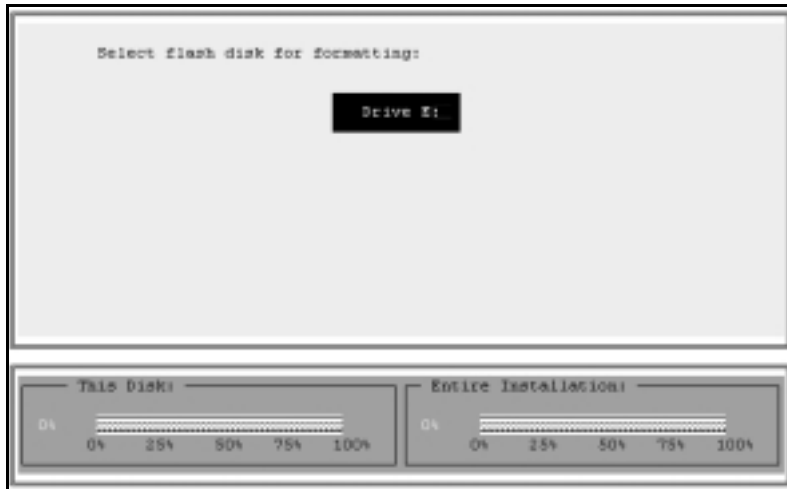 Select flash disk for formatting:
Drive E:
This Disk:
0%
0% 25% 50% 75% 100%
Entire Installation:
0%
0% 25% 50% 75% 100%